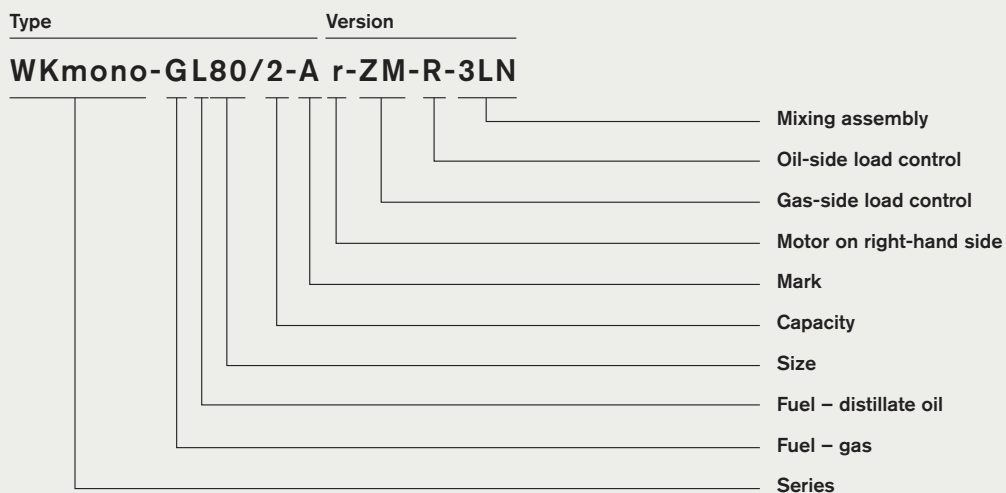 Type Version
WKmono-GL80/2-A r-ZM-R-3LN
Mixing assembly
Oil-side load control
Gas-side load control
Motor on right-hand side
Mark
Capacity
Size
Fuel – distillate oil
Fuel – gas
Series